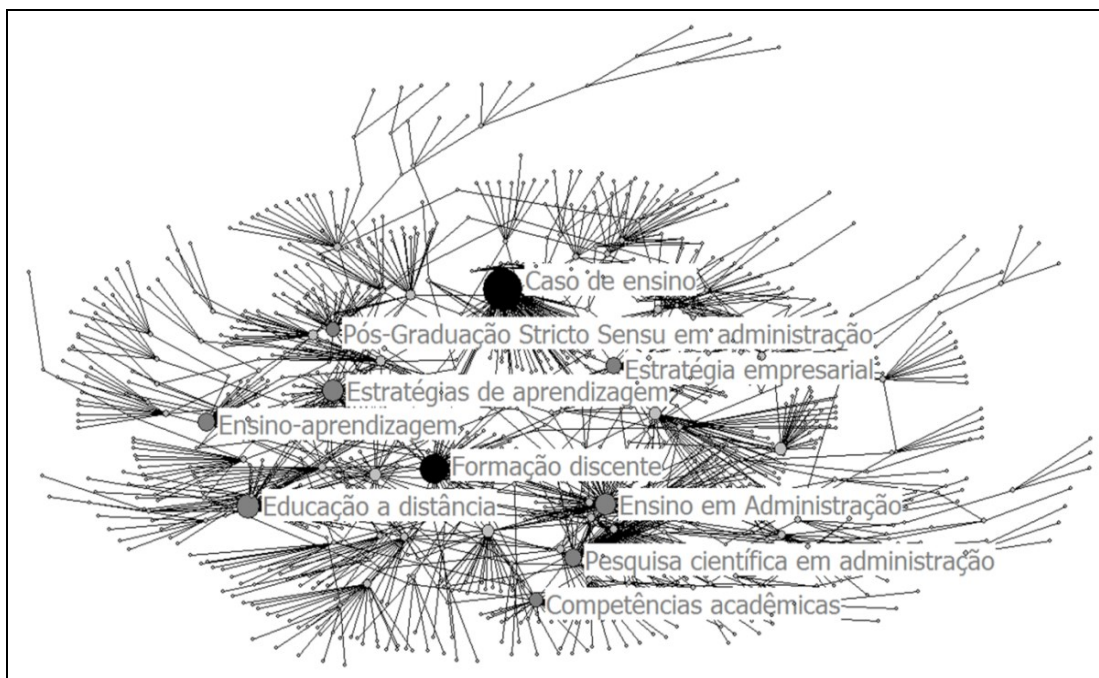 Caso de ensino
Pós-Graduação Stricto Sensu em administração
Estratégia empresarial
Estratégias de aprendizagem
Ensino-aprendizagem
Formação discente
Educação a distância
Ensino em Administração
Pesquisa científica em administração
Competências acadêmicas